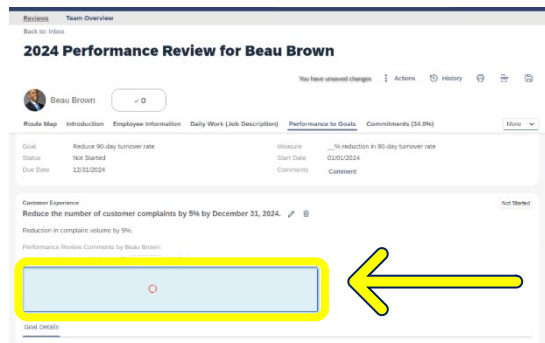 Reviews Team Overview
Back to: Inbox
2024 Performance Review for Beau Brown
You have unsaved changes Actions History
Beau Brown ✓ 0
Route Map Introduction Employee Information Daily Work (Job Description) Performance to Goals Commitments (34.9%) More
Goal Reduce 90-day turnover rate Measure __% reduction in 90-day turnover rate
Status Not Started Start Date 01/01/2024
Due Date 12/31/2024 Comments Comment
Customer Experience Not Started
Reduce the number of customer complaints by 5% by December 31, 2024.
Reduction in complaint volume by 5%.
Performance Review Comments by Beau Brown:
Goal Details